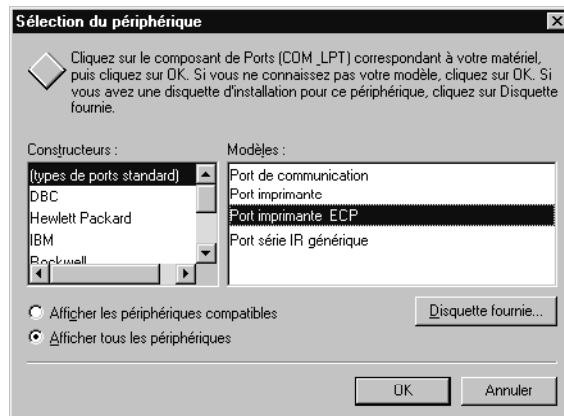 Sélection du périphérique
Cliquez sur le composant de Ports (COM_LPT) correspondant à votre matériel,
puis cliquez sur OK. Si vous ne connaissez pas votre modèle, cliquez sur OK. Si
vous avez une disquette d'installation pour ce périphérique, cliquez sur Disquette
fournie.
Constructeurs :
(types de ports standard)
DBC
Hewlett Packard
IBM
Rockwell
Modèles :
Port de communication
Port imprimante
Port imprimante ECP
Port série IR générique
Afficher les périphériques compatibles
Afficher tous les périphériques
Disquette fournie...
OK
Annuler